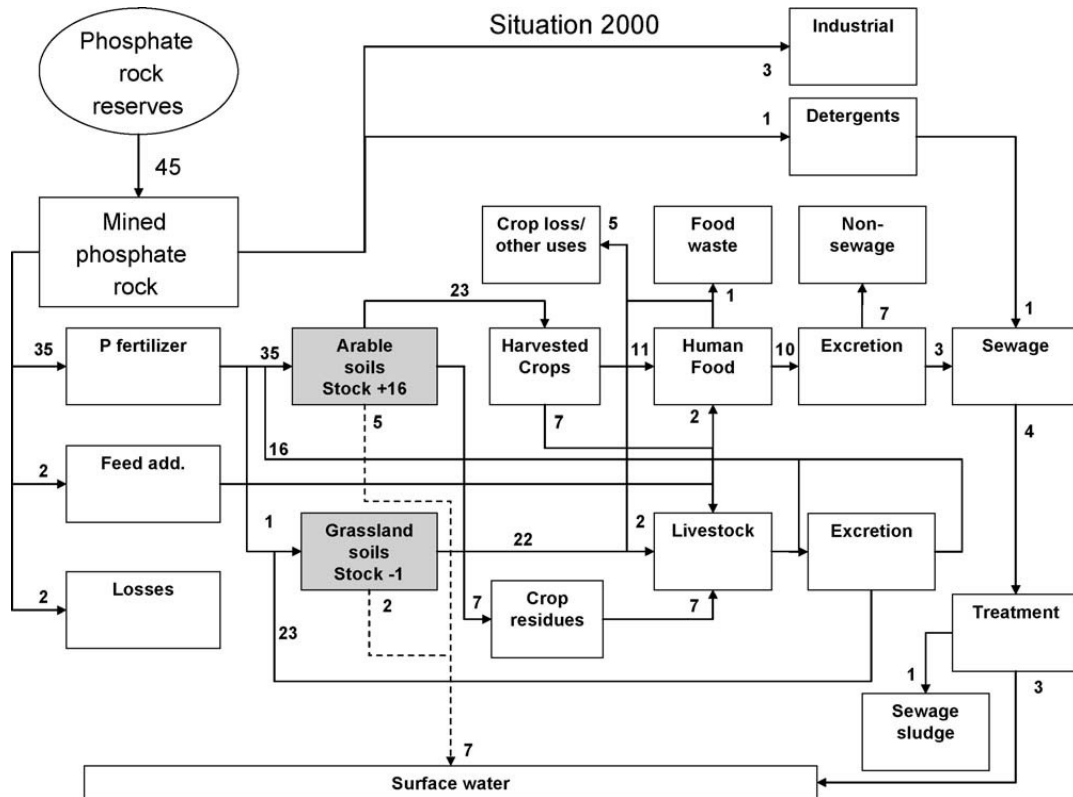 Situation 2000
Phosphate
rock
reserves
45
Mined
phosphate
rock
Industrial
3
Detergents
1
Crop loss/
other uses
5
Food
waste
1
Non-
sewage
7
1
23
35
P fertilizer
35
Arable
soils
Stock +16
5
Harvested
Crops
11
7
Human
Food
2
10
Excretion
3
Sewage
4
16
2
Feed add.
1
Grassland
soils
Stock -1
2
22
2
Livestock
Excretion
2
Losses
23
7
Crop
residues
7
Treatment
1
3
Sewage
sludge
7
Surface water